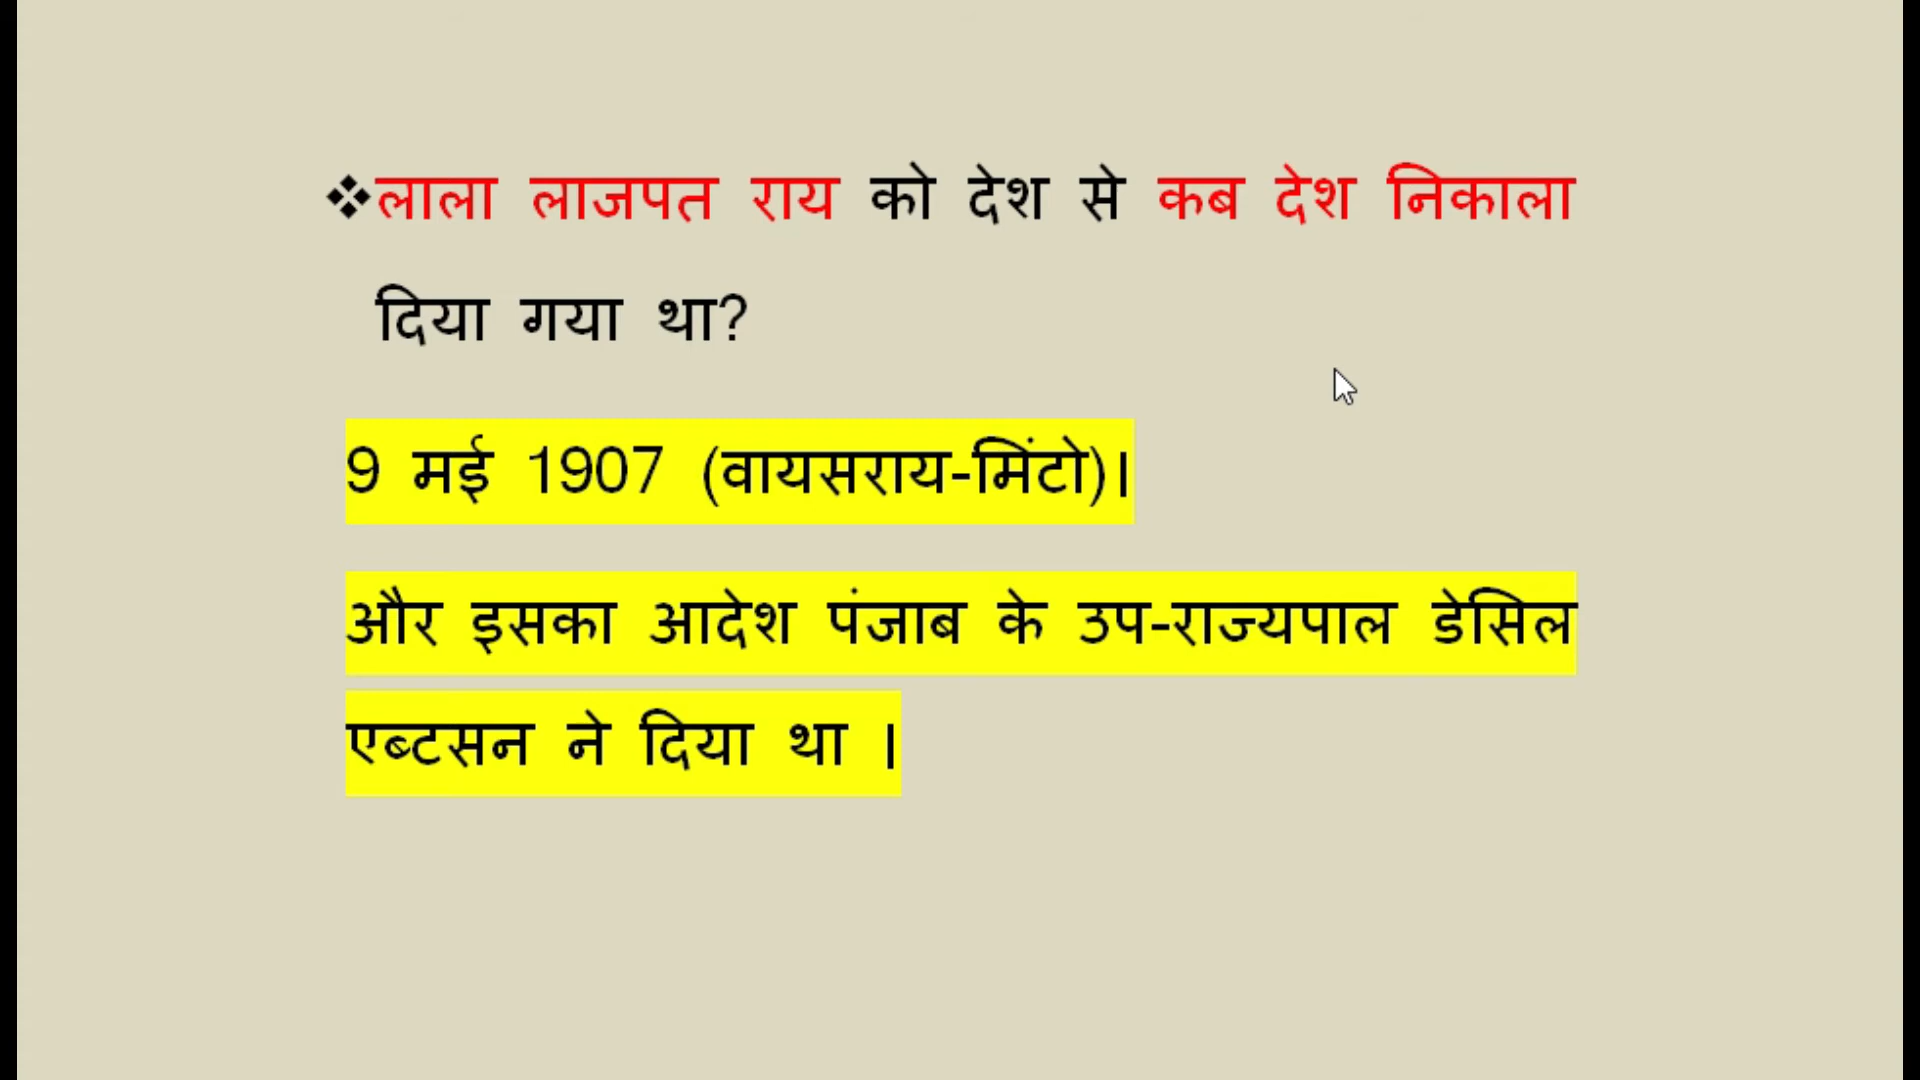 ❖लाला लाजपत राय को देश से कब देश निकाला
दिया गया था?
9 मई 1907 (वायसराय-मिंटो)।
और इसका आदेश पंजाब के उप-राज्यपाल डेसिल
एब्टसन ने दिया था ।